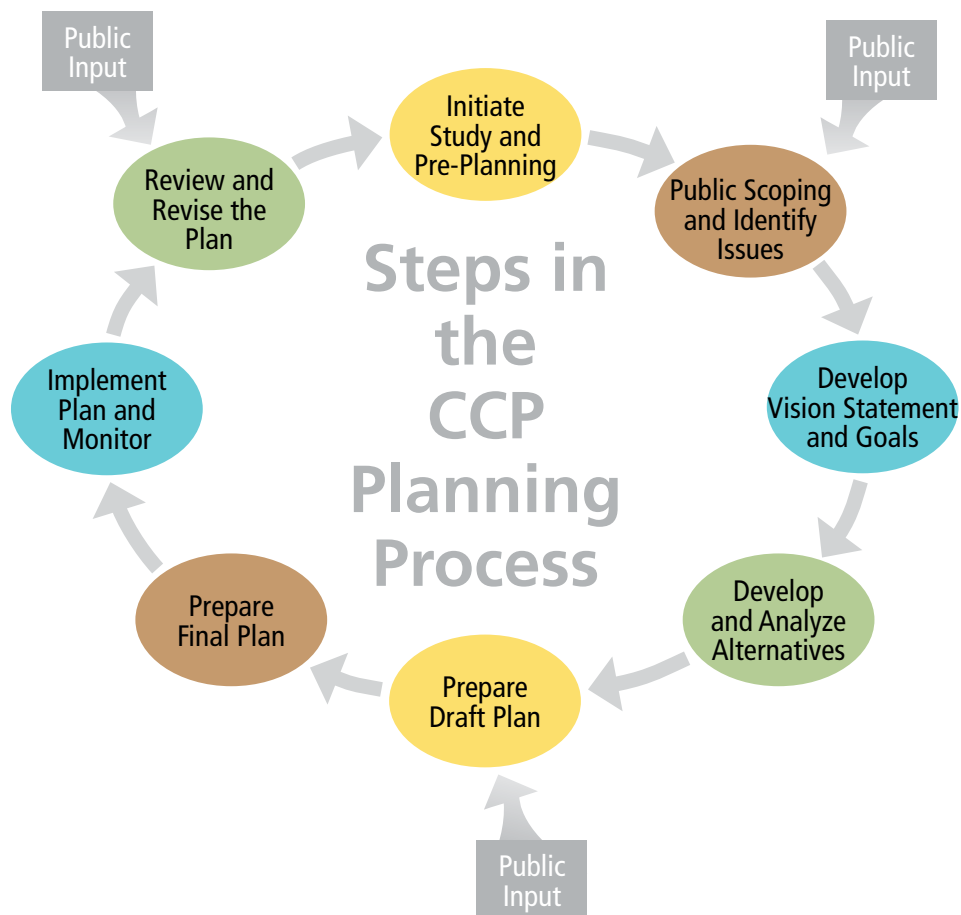 Public
Input
Public
Input
Initiate
Study and
Pre-Planning
Public Scoping
and Identify
Issues
Develop
Vision Statement
and Goals
Develop
and Analyze
Alternatives
Prepare
Draft Plan
Public
Input
Prepare
Final Plan
Implement
Plan and
Monitor
Review and
Revise the
Plan
Steps in
the
CCP
Planning
Process